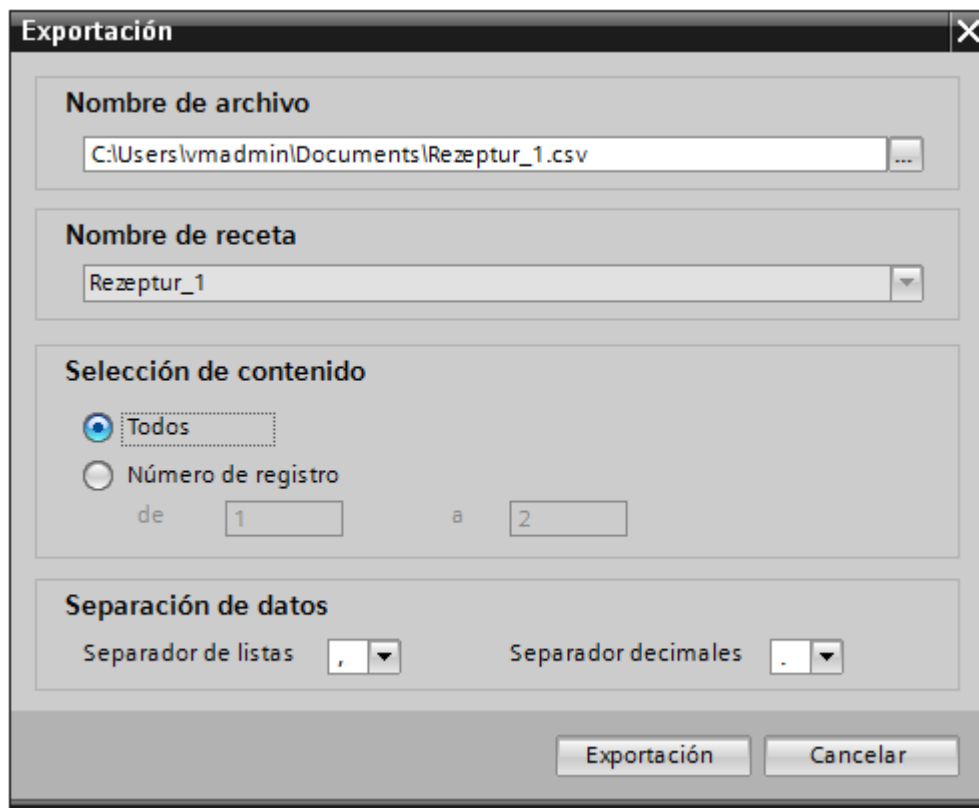 Exportación
Nombre de archivo
C:\Users\vmadmin\Documents\Rezeptur_1.csv ...
Nombre de receta
Rezeptur_1
Selección de contenido
Todos
Número de registro
de 1 a 2
Separación de datos
Separador de listas , Separador decimales .
Exportación Cancelar